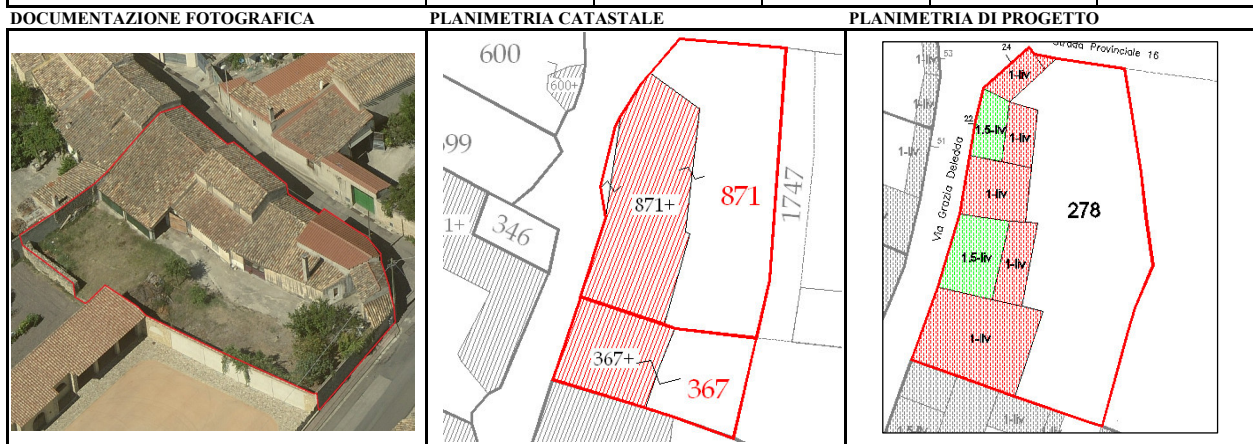 DOCUMENTAZIONE FOTOGRAFICA
PLANIMETRIA CATASTALE
PLANIMETRIA DI PROGETTO
600
600+
871+
871
1747
346
1+
367+
367
24
Strada Provinciale 16
53
1-liv
1-liv
22
1.5-liv
1-liv
51
1-liv
1-liv
Via Grazia Deledda
278
1.5-liv
1-liv
1-liv
1-liv